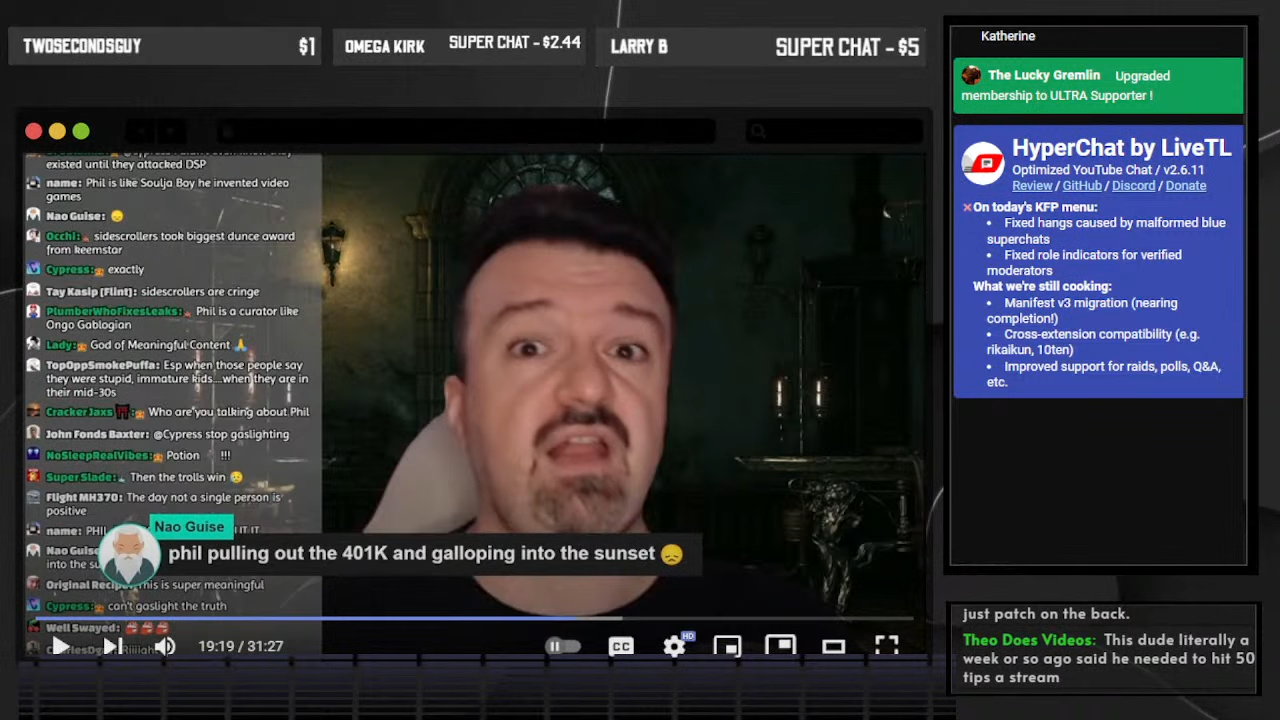 TWOSECONDSGUY
$1
OMEGA KIRK
SUPER CHAT - $2.44
LARRY B
SUPER CHAT - $5
existed until they attacked DSP
name: Phil is like Soulja Boy he invented video
games
Nao Guise: 😞
Occhi: sidescrollers took biggest dunce award
from keemstar
Cypress: exactly
Tay Kasip [Flint]: sidescrollers are cringe
PlumberWhoFixesLeaks: Phil is a curator like
Ongo Gablogian
Lady: God of Meaningful Content 🙏
TopOppSmokePuffa: Esp when those people say
they were stupid, immature kids....when they are in
their mid-30s
CrackerJaxs: Who are you talking about Phil
John Fonds Baxter: @Cypress stop gaslighting
NoSleepRealVibes: Potion !!!
Super Slade: Then the trolls win 😢
Flight MH370: The day not a single person is
positive
name: PHI
Nao Guise
into the su
Original Recipe: This is super meaningful
Cypress: can't gaslight the truth
Well Swayed:
Nao Guise
phil pulling out the 401K and galloping into the sunset 😞
19:19 / 31:27
CC
HD
Katherine
The Lucky Gremlin Upgraded
membership to ULTRA Supporter !
HyperChat by LiveTL
Optimized YouTube Chat / v2.6.11
Review / GitHub / Discord / Donate
❌On today's KFP menu:
• Fixed hangs caused by malformed blue
superchats
• Fixed role indicators for verified
moderators
What we're still cooking:
• Manifest v3 migration (nearing
completion!)
• Cross-extension compatibility (e.g.
rikaikun, 10ten)
• Improved support for raids, polls, Q&A,
etc.
just patch on the back.
Theo Does Videos: This dude literally a
week or so ago said he needed to hit 50
tips a stream